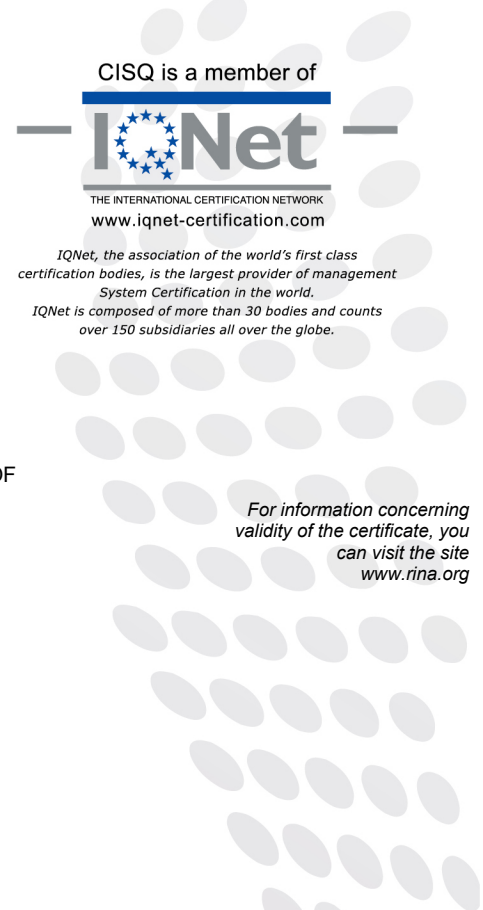 CISQ is a member of
IQNet
THE INTERNATIONAL CERTIFICATION NETWORK
www.iqnet-certification.com
IQNet, the association of the world's first class
certification bodies, is the largest provider of management
System Certification in the world.
IQNet is composed of more than 30 bodies and counts
over 150 subsidiaries all over the globe.
OF
For information concerning
validity of the certificate, you
can visit the site
www.rina.org